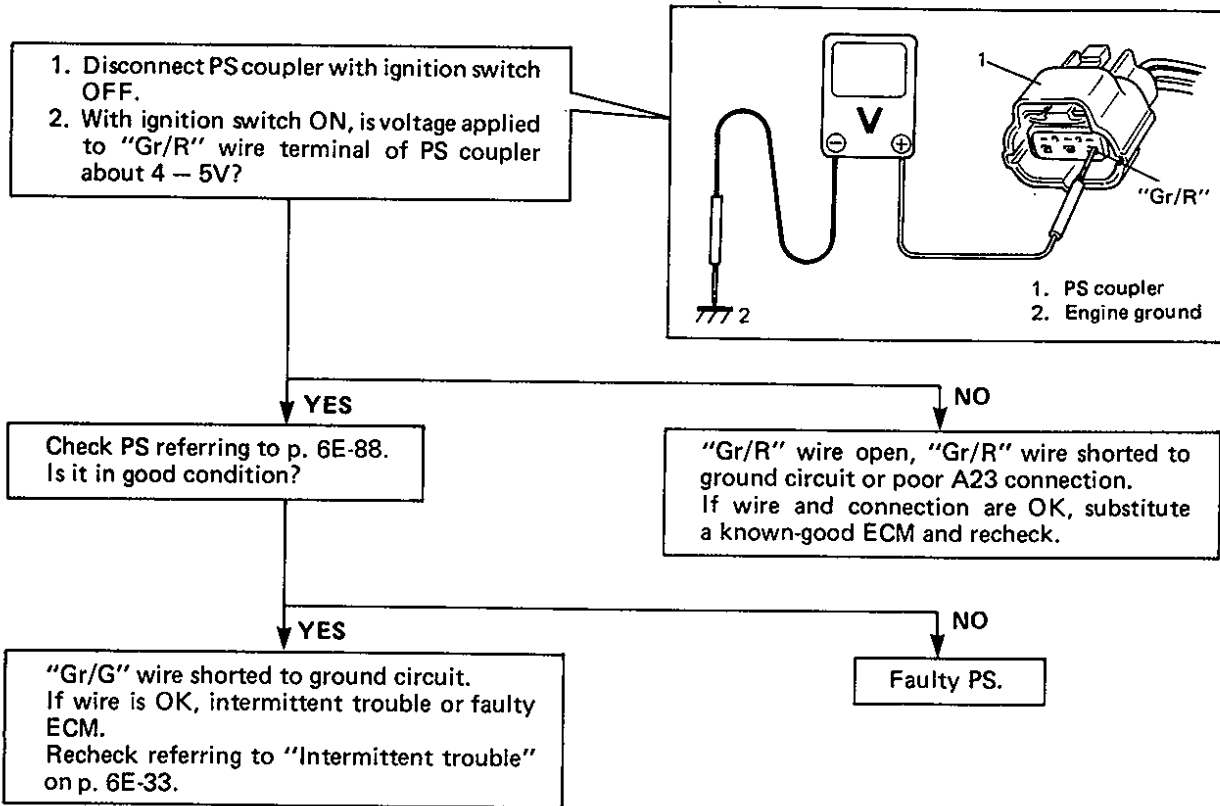 1. Disconnect PS coupler with ignition switch
OFF.
2. With ignition switch ON, is voltage applied
to “Gr/R” wire terminal of PS coupler
about 4 — 5V?
V
⊖ ⊕
1
“Gr/R”
2
1. PS coupler
2. Engine ground
YES
NO
Check PS referring to p. 6E-88.
Is it in good condition?
“Gr/R” wire open, “Gr/R” wire shorted to
ground circuit or poor A23 connection.
If wire and connection are OK, substitute
a known-good ECM and recheck.
YES
NO
“Gr/G” wire shorted to ground circuit.
If wire is OK, intermittent trouble or faulty
ECM.
Recheck referring to “Intermittent trouble”
on p. 6E-33.
Faulty PS.